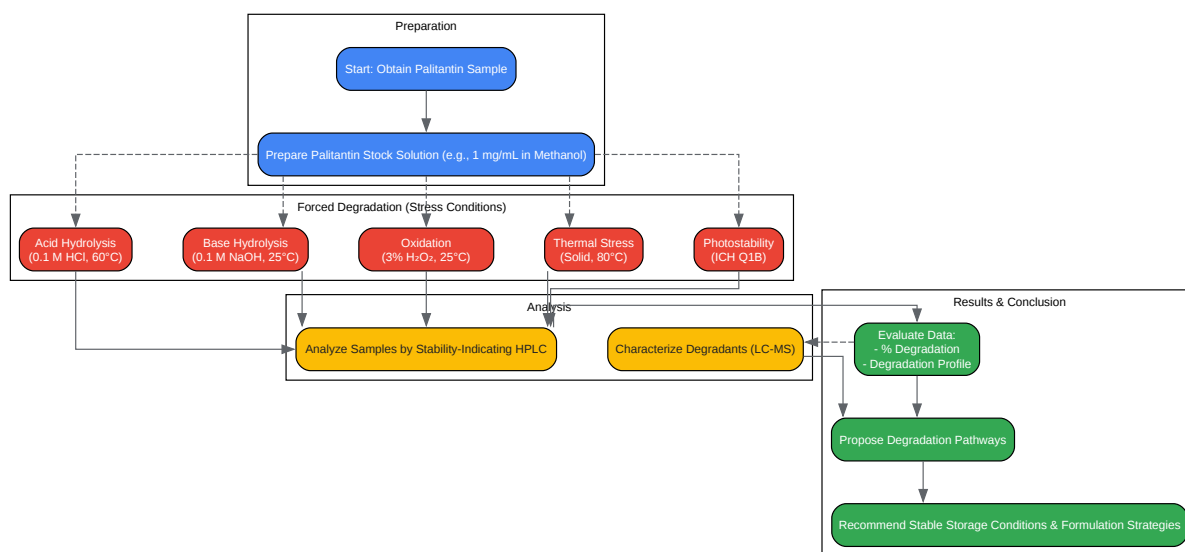 Preparation
Start: Obtain Palitantin Sample
Prepare Palitantin Stock Solution (e.g., 1 mg/mL in Methanol)
Forced Degradation (Stress Conditions)
Acid Hydrolysis
(0.1 M HCl, 60°C)
Base Hydrolysis
(0.1 M NaOH, 25°C)
Oxidation
(3% H₂O₂, 25°C)
Thermal Stress
(Solid, 80°C)
Photostability
(ICH Q1B)
Analysis
Analyze Samples by Stability-Indicating HPLC
Characterize Degradants (LC-MS)
Results & Conclusion
Evaluate Data:
- % Degradation
- Degradation Profile
Propose Degradation Pathways
Recommend Stable Storage Conditions & Formulation Strategies